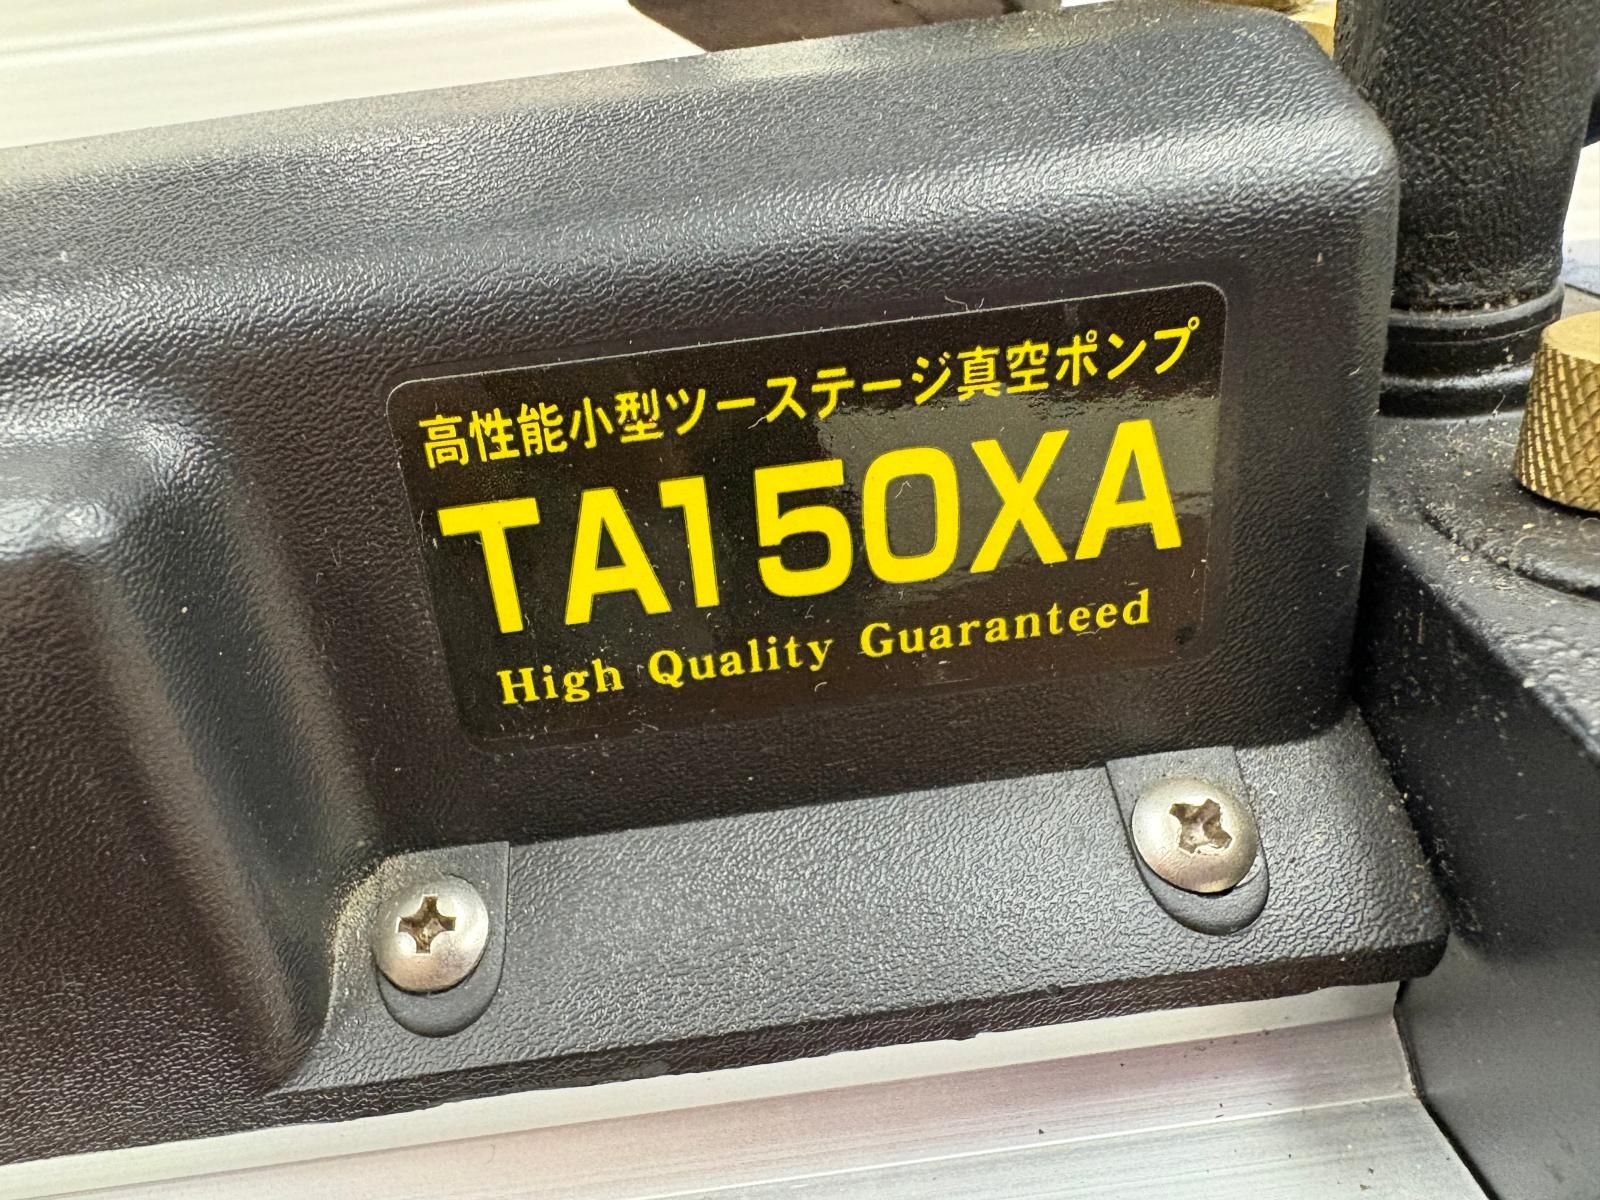 高性能小型ツーステージ真空ポンプ
TA150XA
High Quality Guaranteed